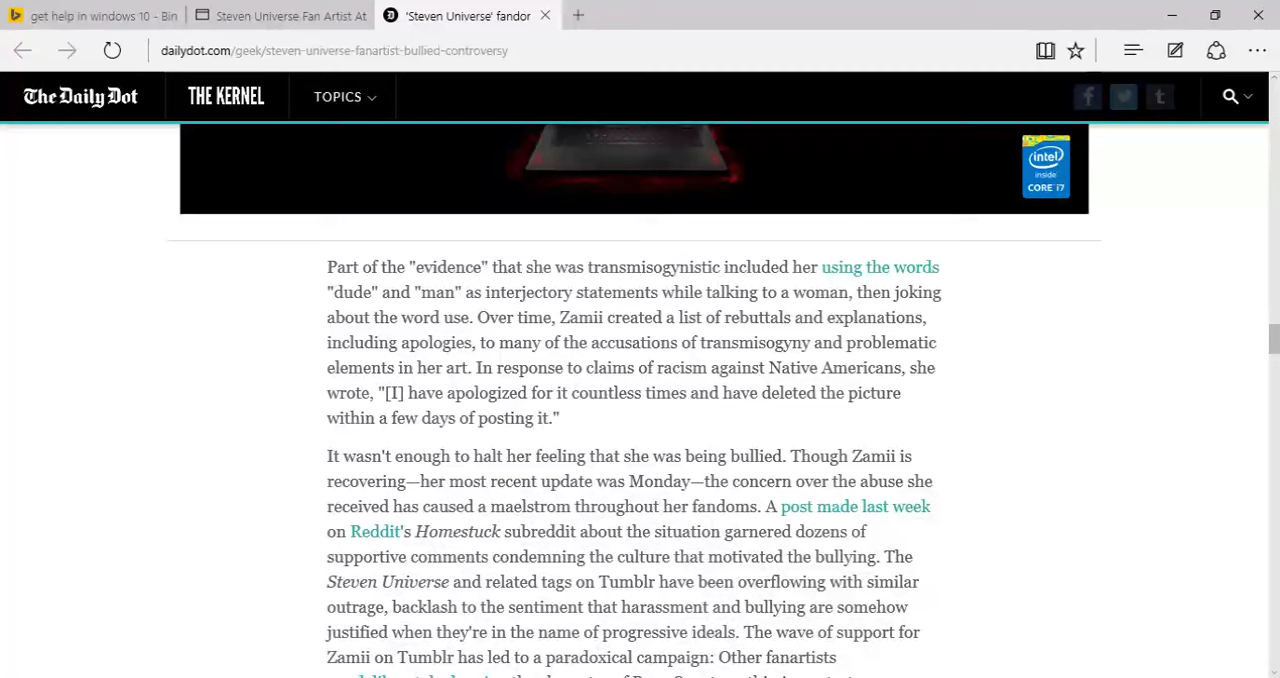 get help in windows 10 - Bin
Steven Universe Fan Artist At
'Steven Universe' fandor
dailydot.com/geek/steven-universe-fanartist-bullied-controversy
The Daily Dot
THE KERNEL
TOPICS
intel
inside
CORE i7
Part of the "evidence" that she was transmisogynistic included her using the words
"dude" and "man" as interjectory statements while talking to a woman, then joking
about the word use. Over time, Zamii created a list of rebuttals and explanations,
including apologies, to many of the accusations of transmisogyny and problematic
elements in her art. In response to claims of racism against Native Americans, she
wrote, "[I] have apologized for it countless times and have deleted the picture
within a few days of posting it."
It wasn't enough to halt her feeling that she was being bullied. Though Zamii is
recovering—her most recent update was Monday—the concern over the abuse she
received has caused a maelstrom throughout her fandoms. A post made last week
on Reddit's Homestuck subreddit about the situation garnered dozens of
supportive comments condemning the culture that motivated the bullying. The
Steven Universe and related tags on Tumblr have been overflowing with similar
outrage, backlash to the sentiment that harassment and bullying are somehow
justified when they're in the name of progressive ideals. The wave of support for
Zamii on Tumblr has led to a paradoxical campaign: Other fanartists